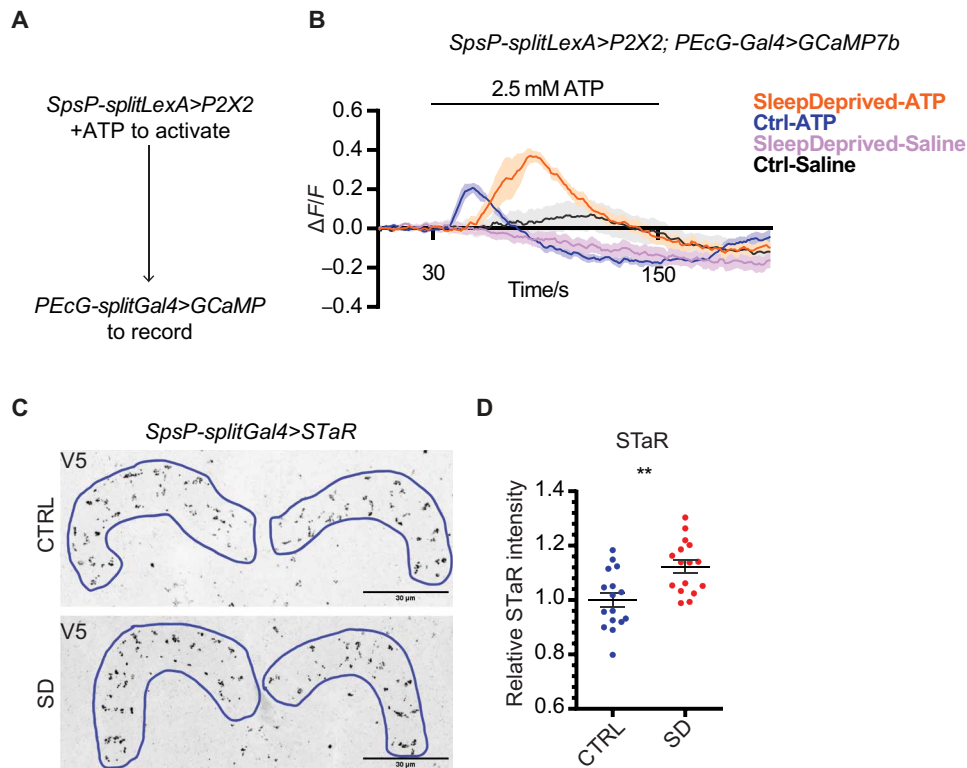 A
SpsP-splitLexA>P2X2
+ATP to activate
PEcG-splitGal4>GCaMP
to record
B
SpsP-splitLexA>P2X2; PEcG-Gal4>GCaMP7b
2.5 mM ATP
SleepDeprived-ATP
Ctrl-ATP
SleepDeprived-Saline
Ctrl-Saline
ΔF/F
0.6
0.4
0.2
0.0
−0.2
−0.4
30
150
Time/s
C
SpsP-splitGal4>STaR
V5
CTRL
30 µm
V5
SD
30 µm
D
STaR
**
Relative STaR intensity
1.4
1.2
1.0
0.8
0.6
CTRL
SD